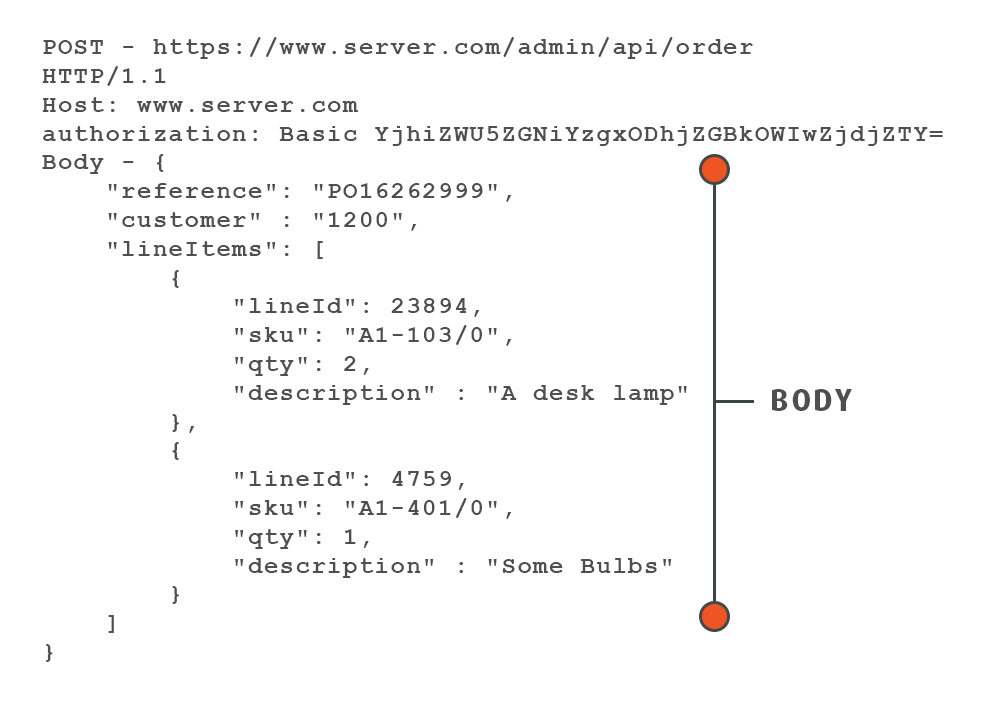 POST - https://www.server.com/admin/api/order
HTTP/1.1
Host: www.server.com
authorization: Basic YjhiZWU5ZGNiYzgxODhjZGBkOWIwZjdjZTY=
Body - {
"reference": "PO16262999",
"customer" : "1200",
"lineItems": [
{
"lineId": 23894,
"sku": "A1-103/0",
"qty": 2,
"description" : "A desk lamp"
},
{
"lineId": 4759,
"sku": "A1-401/0",
"qty": 1,
"description" : "Some Bulbs"
}
]
}
BODY